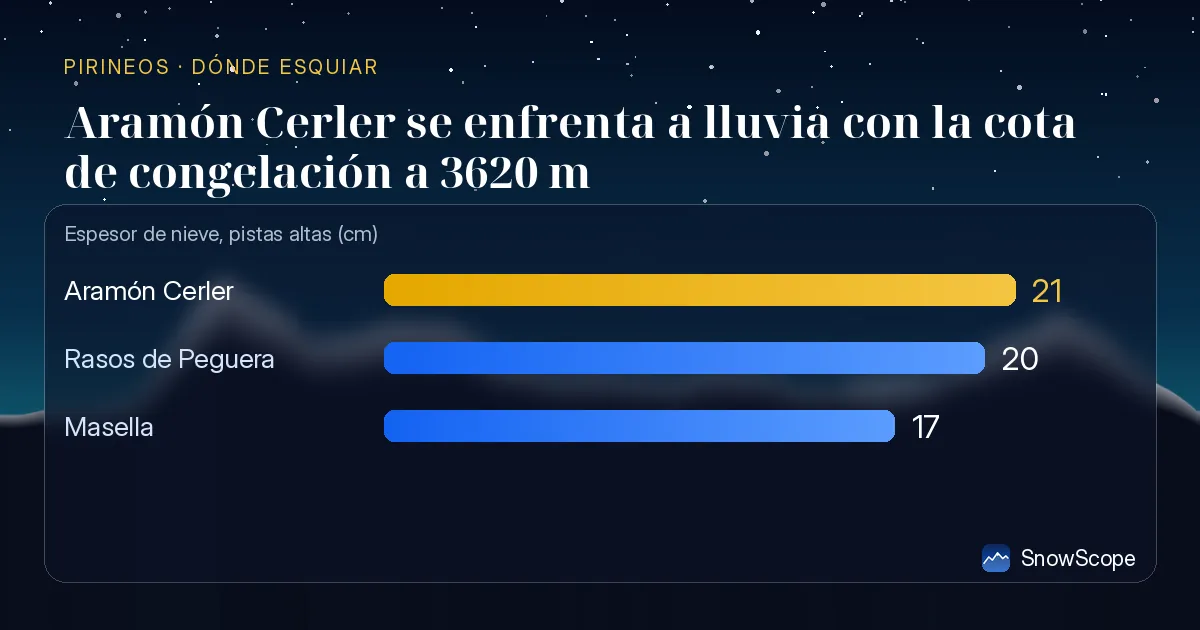 PIRINEOS · DÓNDE ESQUIAR
Aramón Cerler se enfrenta a lluvia con la cota
de congelación a 3620 m
Espesor de nieve, pistas altas (cm)
Aramón Cerler 21
Rasos de Peguera 20
Masella 17
SnowScope